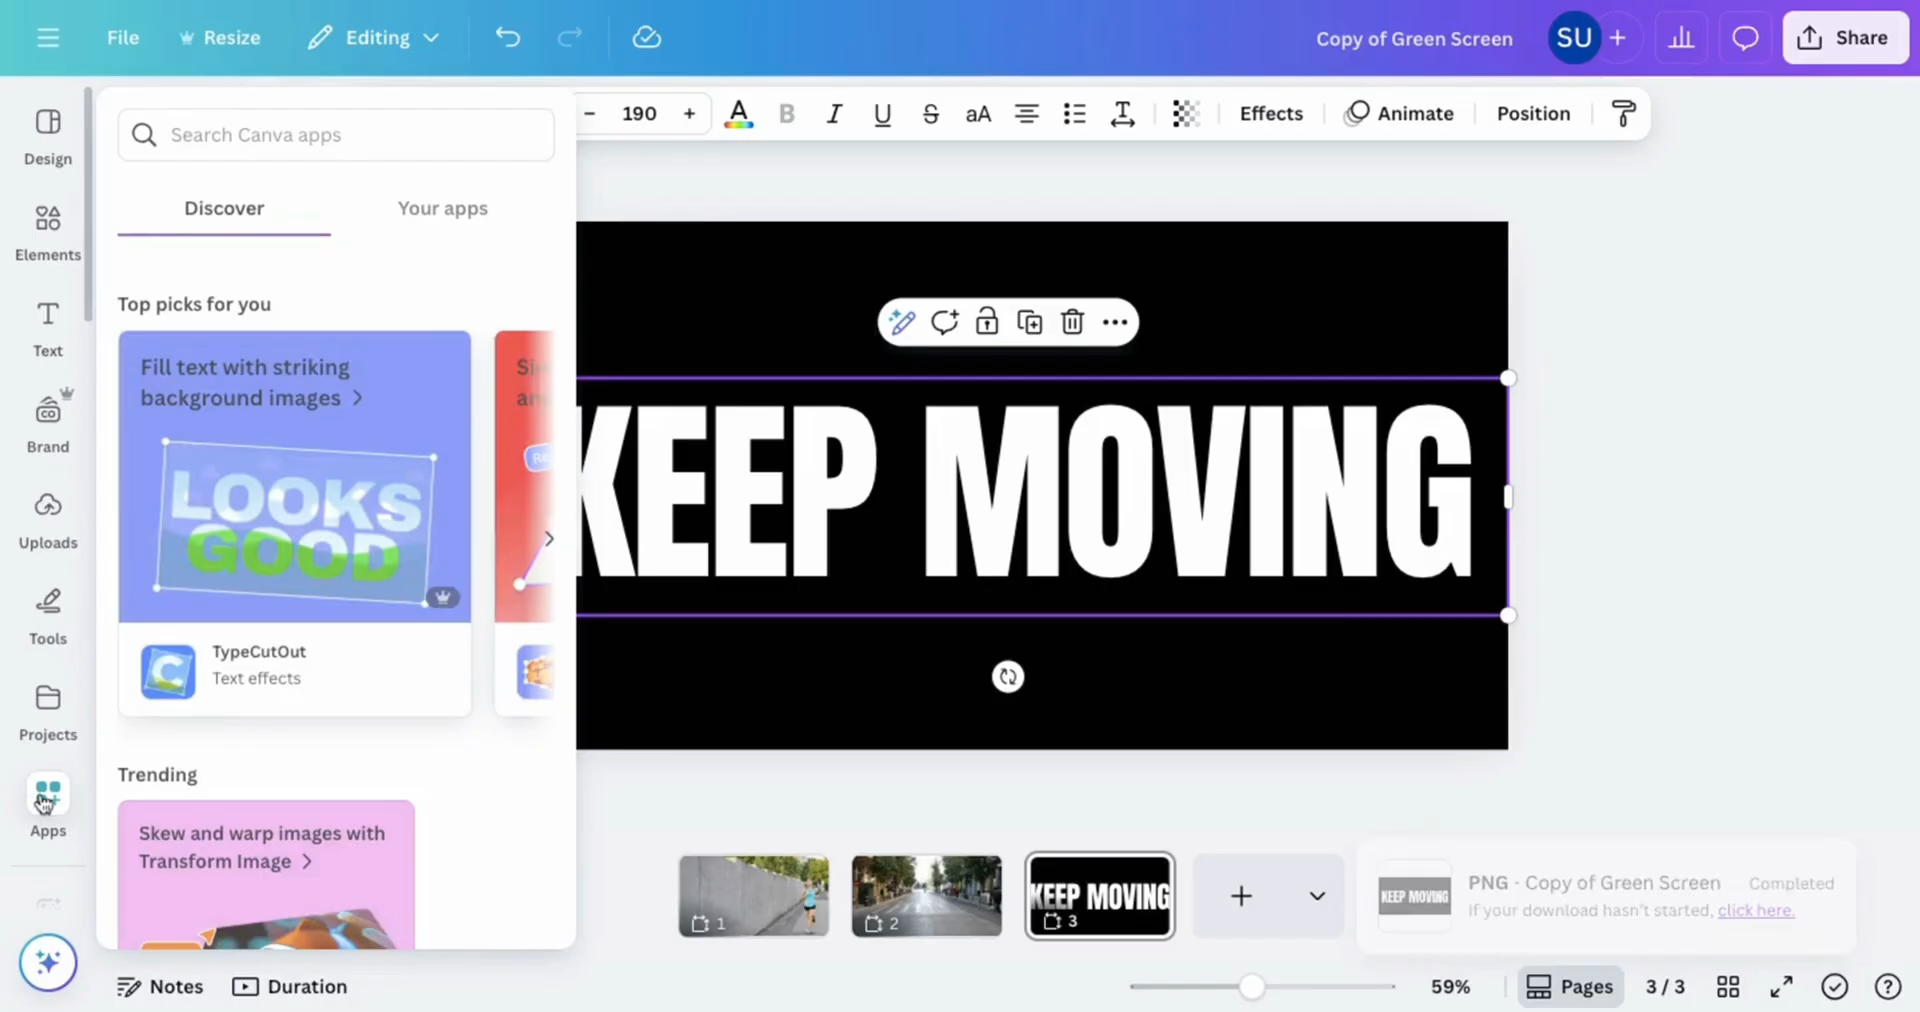 File
Resize
Editing
Copy of Green Screen
SU
Share
Design
Elements
Text
Brand
Uploads
Tools
Projects
Apps
Search Canva apps
Discover
Your apps
Top picks for you
Fill text with striking
background images
LOOKS
GOOD
TypeCutOut
Text effects
Trending
Skew and warp images with
Transform Image
190
A
B
I
U
S
aA
Effects
Animate
Position
KEEP MOVING
1
2
KEEP MOVING
3
KEEP MOVING
PNG - Copy of Green Screen
Completed
If your download hasn't started, click here.
Notes
Duration
59%
Pages
3 / 3